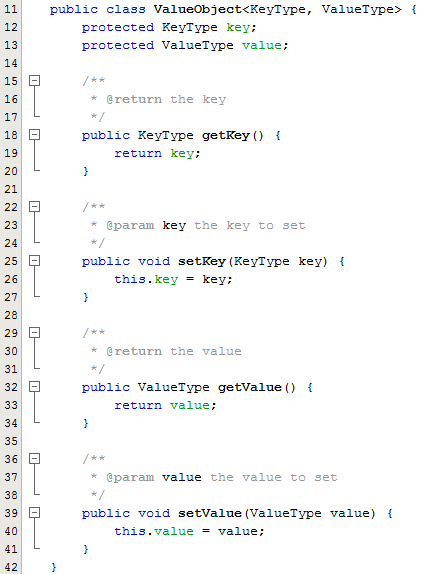 11 public class ValueObject<KeyType, ValueType> {
12     protected KeyType key;
13     protected ValueType value;
14
15     /**
16      * @return the key
17      */
18     public KeyType getKey() {
19         return key;
20     }
21
22     /**
23      * @param key the key to set
24      */
25     public void setKey(KeyType key) {
26         this.key = key;
27     }
28
29     /**
30      * @return the value
31      */
32     public ValueType getValue() {
33         return value;
34     }
35
36     /**
37      * @param value the value to set
38      */
39     public void setValue(ValueType value) {
40         this.value = value;
41     }
42 }